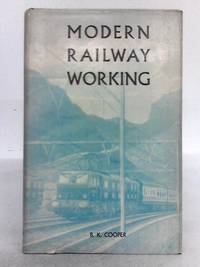 MODERN
RAILWAY
WORKING
B. K. COOPER